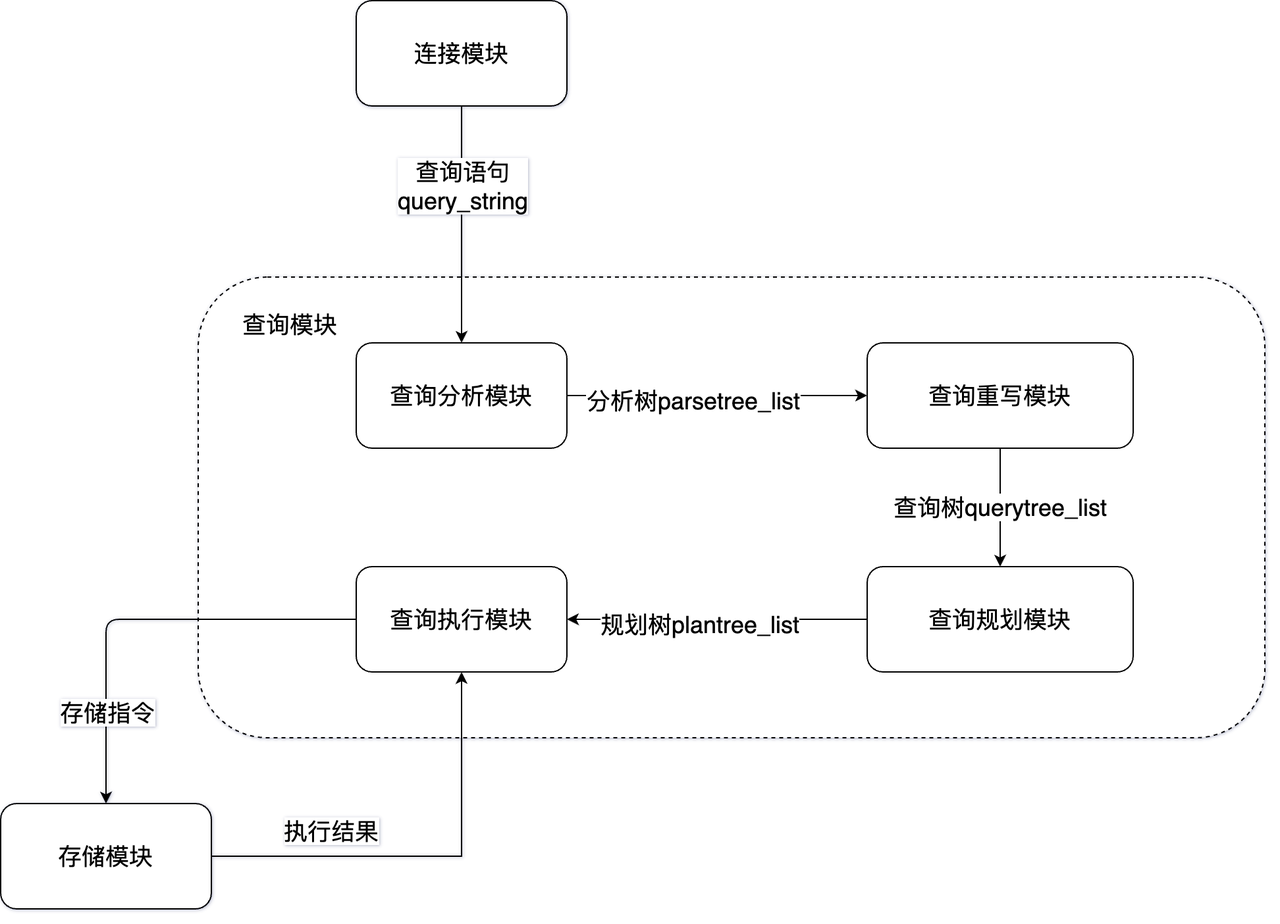 连接模块
查询语句
query_string
查询模块
查询分析模块
分析树parsetree_list
查询重写模块
查询树querytree_list
查询执行模块
规划树plantree_list
查询规划模块
存储指令
执行结果
存储模块